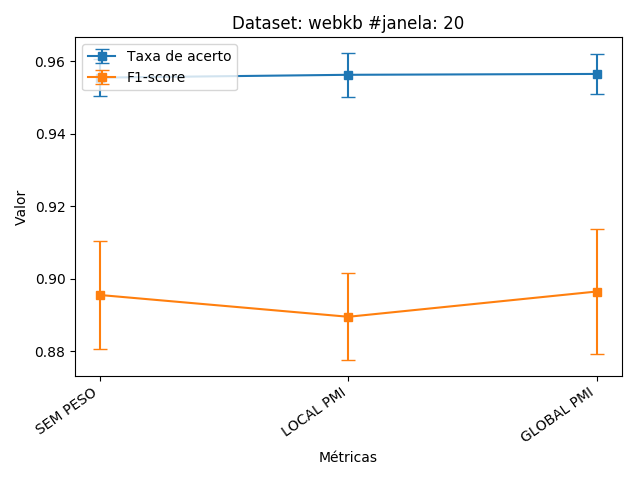 Dataset: webkb #janela: 20
Taxa de acerto
F1-score
0.96
0.94
0.92
0.90
0.88
Valor
SEM PESO
LOCAL PMI
GLOBAL PMI
Métricas